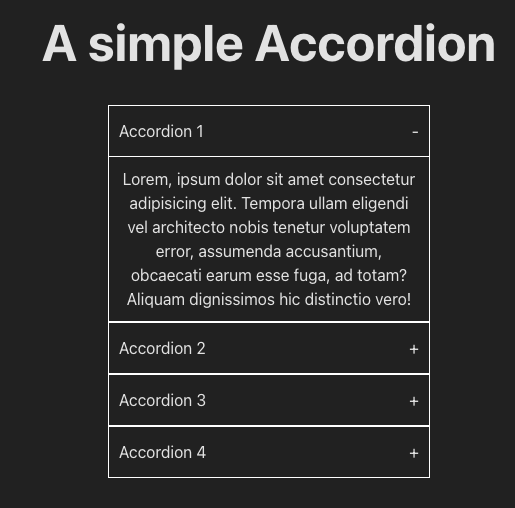 A simple Accordion
Accordion 1 -
Lorem, ipsum dolor sit amet consectetur
adipisicing elit. Tempora ullam eligendi
vel architecto nobis tenetur voluptatem
error, assumenda accusantium,
obcaecati earum esse fuga, ad totam?
Aliquam dignissimos hic distinctio vero!
Accordion 2 +
Accordion 3 +
Accordion 4 +